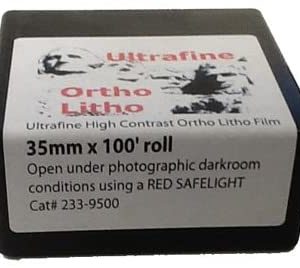 Ultrafine
Ortho
Litho
Ultrafine High Contrast Ortho Litho Film
35mm x 100' roll
Open under photographic darkroom
conditions using a RED SAFELIGHT
Cat# 233-9500